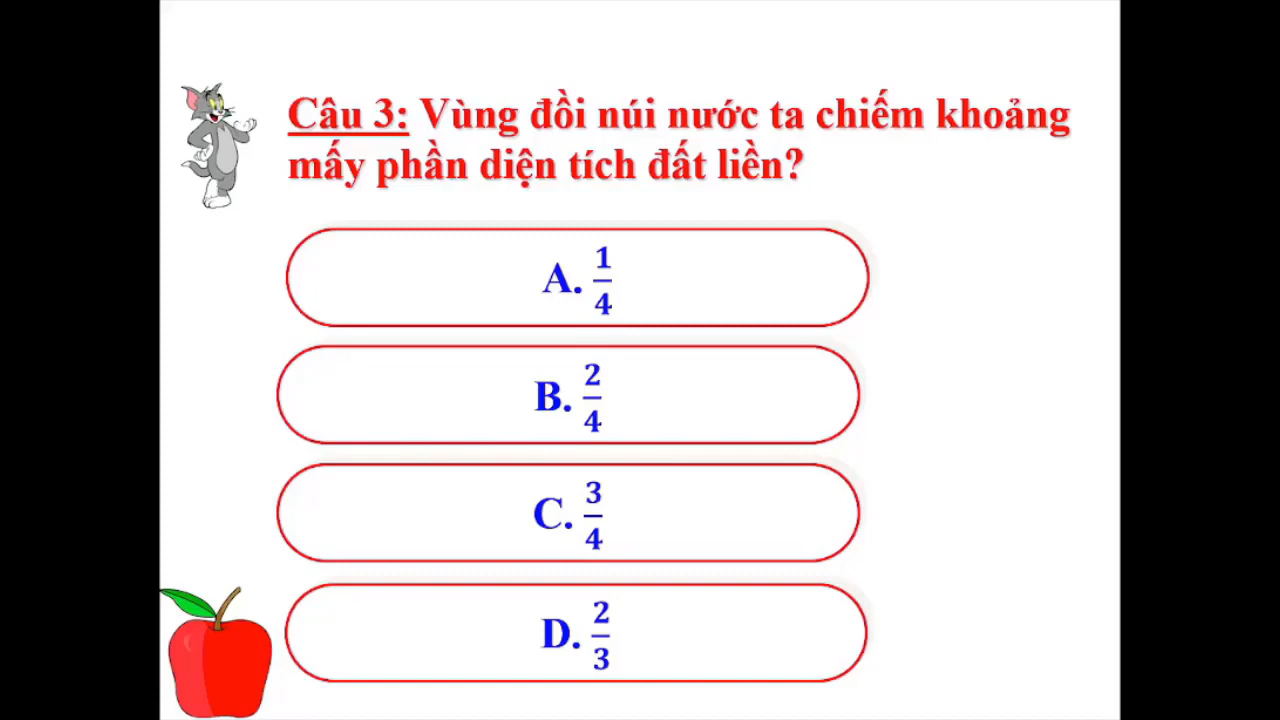 Câu 3: Vùng đồi núi nước ta chiếm khoảng
mấy phần diện tích đất liền?
A. 1/4
B. 2/4
C. 3/4
D. 2/3